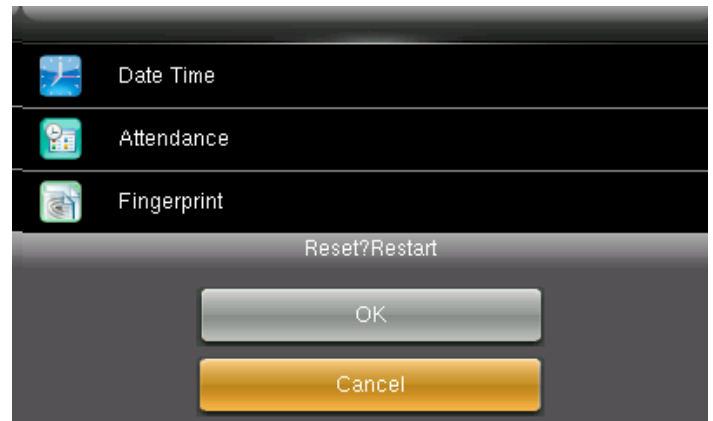 Date Time
Attendance
Fingerprint
Reset?Restart
OK
Cancel